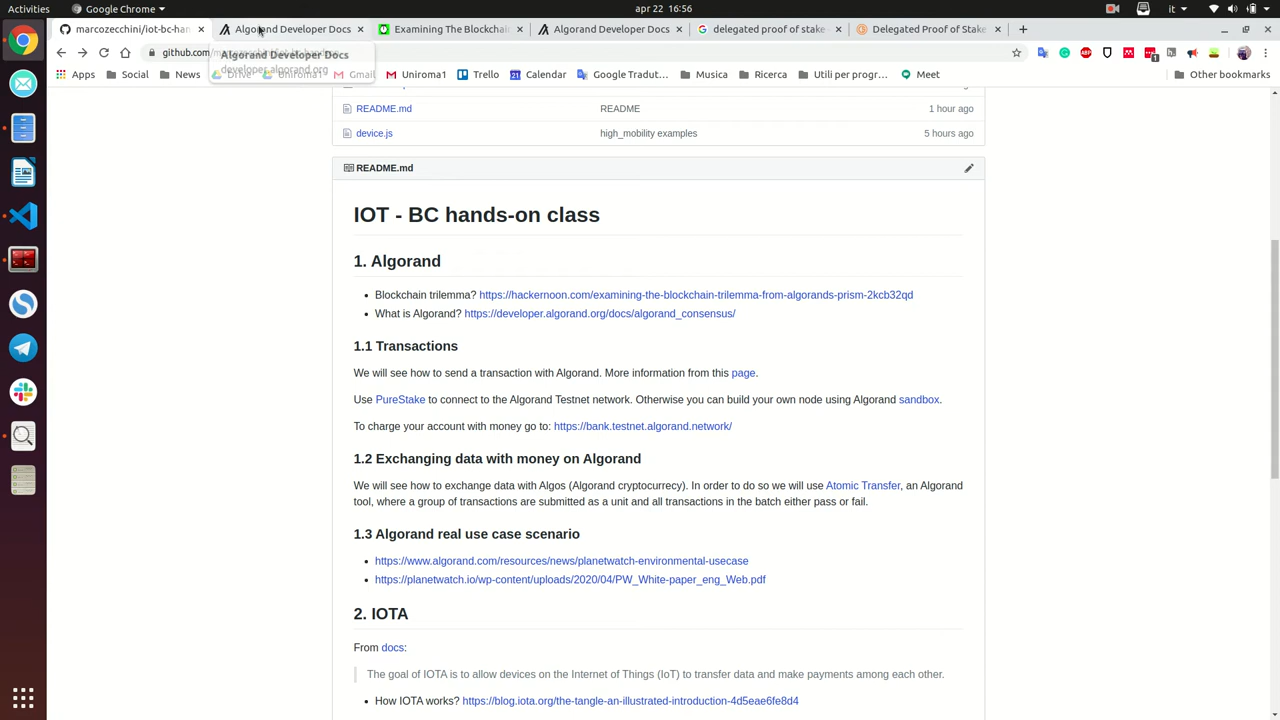 Activities
Google Chrome
apr 22 16:56
it
marcozecchini/iot-bc-han
Algorand Developer Docs
Examining The Blockchain
Algorand Developer Docs
delegated proof of stake
Delegated Proof Of Stake
github.com/
Algorand Developer Docs
developer.algorand.org
Apps
Social
News
Drive
Uniroma1
Gmail
Uniroma1
Trello
Calendar
Google Tradut...
Musica
Ricerca
Utili per progr...
Meet
Other bookmarks
README.md README 1 hour ago
device.js high_mobility examples 5 hours ago
README.md
IOT - BC hands-on class
1. Algorand
• Blockchain trilemma? https://hackernoon.com/examining-the-blockchain-trilemma-from-algorands-prism-2kcb32qd
• What is Algorand? https://developer.algorand.org/docs/algorand_consensus/
1.1 Transactions
We will see how to send a transaction with Algorand. More information from this page.
Use PureStake to connect to the Algorand Testnet network. Otherwise you can build your own node using Algorand sandbox.
To charge your account with money go to: https://bank.testnet.algorand.network/
1.2 Exchanging data with money on Algorand
We will see how to exchange data with Algos (Algorand cryptocurrecy). In order to do so we will use Atomic Transfer, an Algorand
tool, where a group of transactions are submitted as a unit and all transactions in the batch either pass or fail.
1.3 Algorand real use case scenario
• https://www.algorand.com/resources/news/planetwatch-environmental-usecase
• https://planetwatch.io/wp-content/uploads/2020/04/PW_White-paper_eng_Web.pdf
2. IOTA
From docs:
The goal of IOTA is to allow devices on the Internet of Things (IoT) to transfer data and make payments among each other.
• How IOTA works? https://blog.iota.org/the-tangle-an-illustrated-introduction-4d5eae6fe8d4